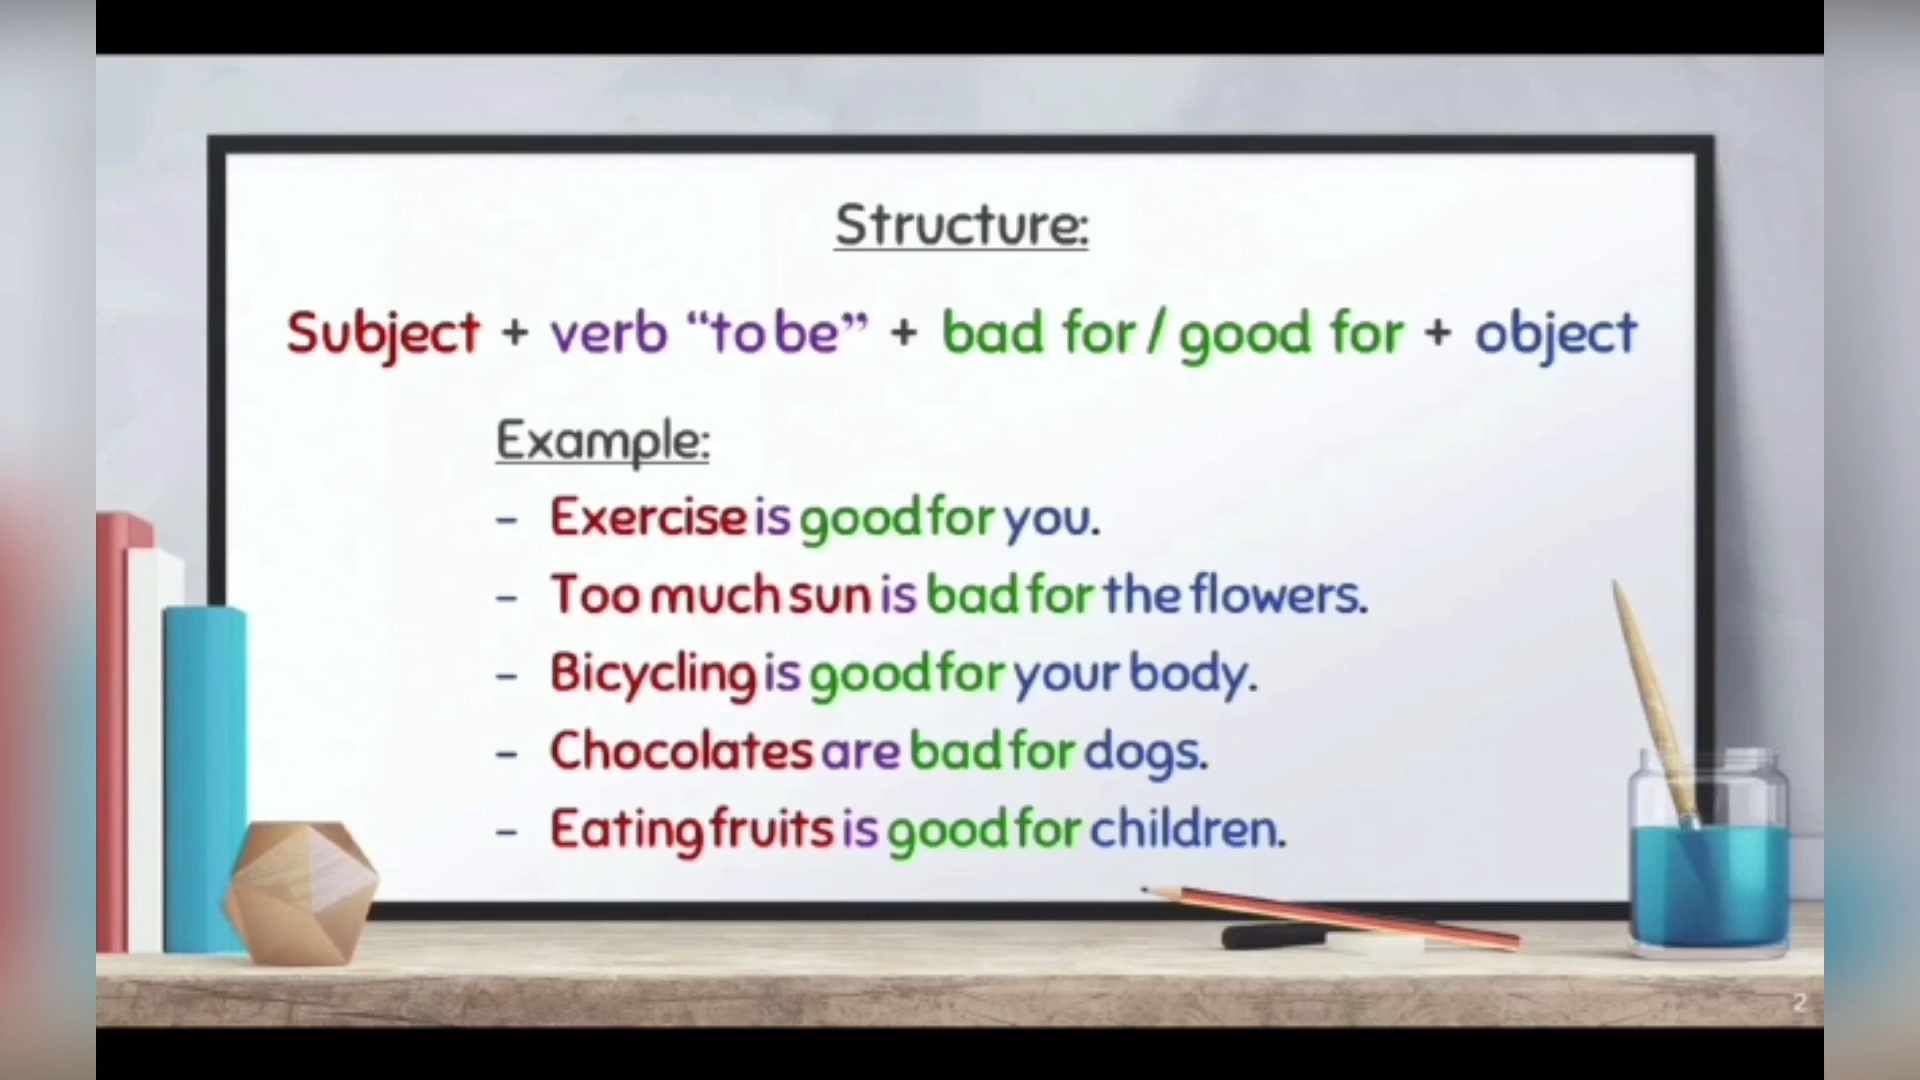 Structure:
Subject + verb “to be” + bad for / good for + object
Example:
- Exercise is good for you.
- Too much sun is bad for the flowers.
- Bicycling is good for your body.
- Chocolates are bad for dogs.
- Eating fruits is good for children.
2